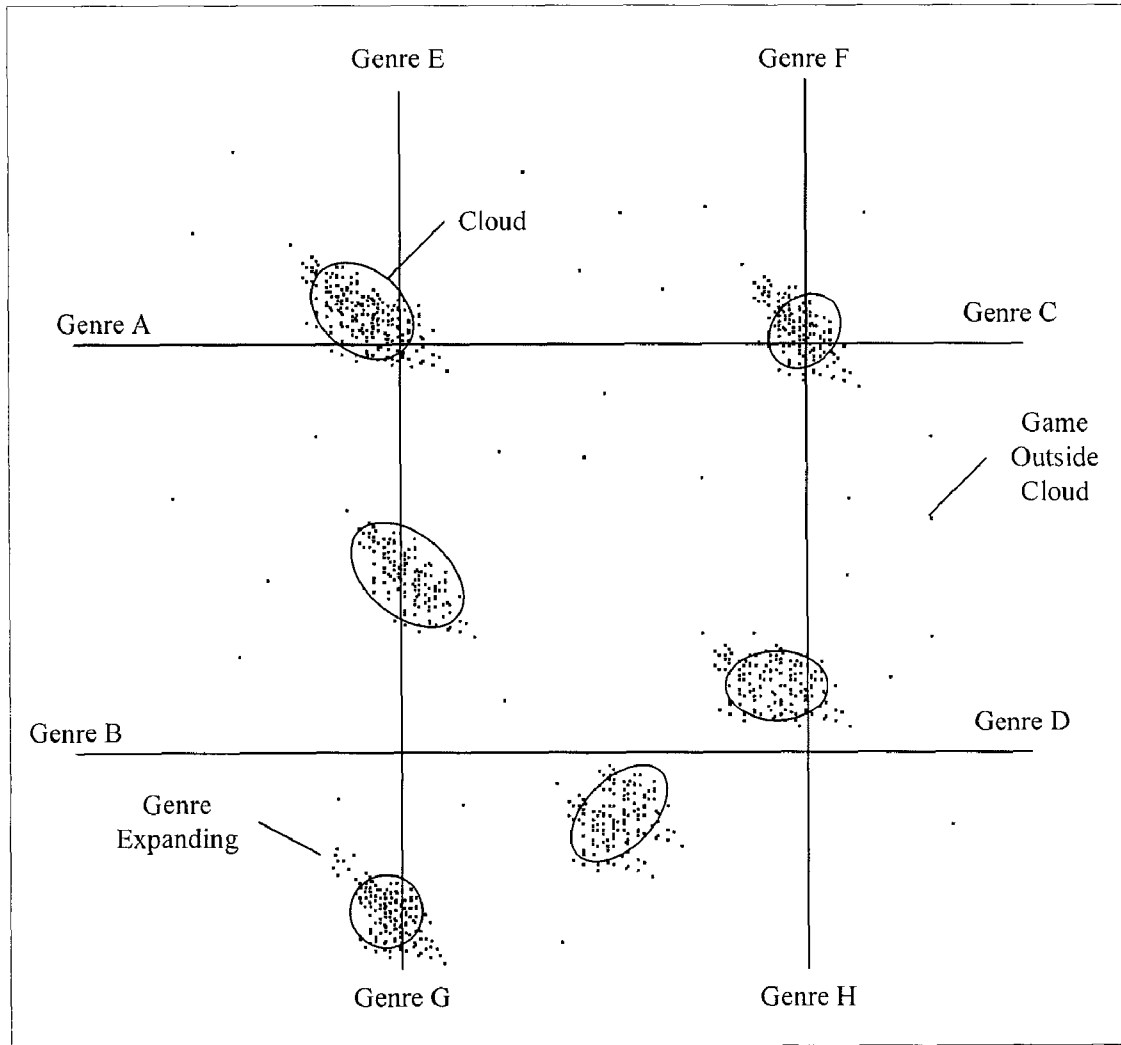 Genre E
Genre F
Cloud
Genre A
Genre C
Game
Outside
Cloud
Genre B
Genre D
Genre
Expanding
Genre G
Genre H